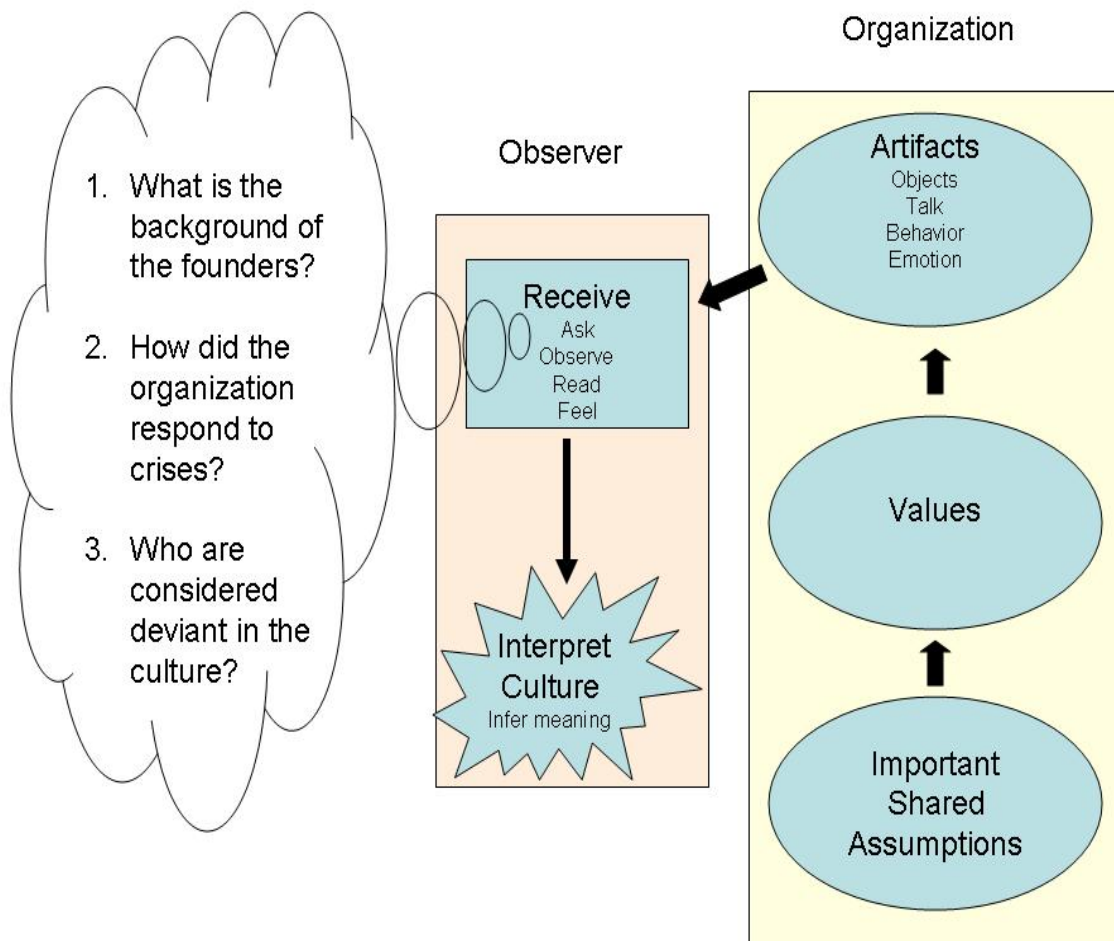 1. What is the
background of
the founders?
2. How did the
organization
respond to
crises?
3. Who are
considered
deviant in the
culture?
Observer
Receive
Ask
Observe
Read
Feel
Interpret
Culture
Infer meaning
Organization
Artifacts
Objects
Talk
Behavior
Emotion
Values
Important
Shared
Assumptions